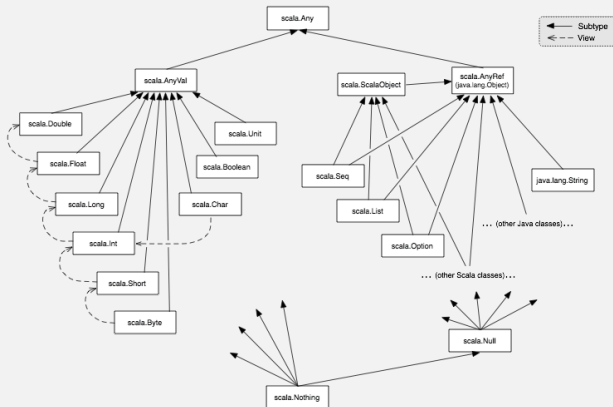 scala.Any
Subtype
View
scala.AnyVal
scala.ScalaObject
scala.AnyRef
(java.lang.Object)
scala.Double
scala.Unit
scala.Float
scala.Boolean
scala.Seq
java.lang.String
scala.Long
scala.Char
scala.List
... (other Java classes)...
scala.Int
scala.Option
scala.Short
... (other Scala classes)...
scala.Byte
scala.Null
scala.Nothing